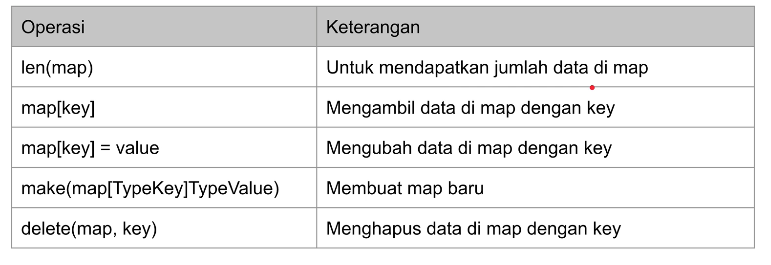 Operasi Keterangan
len(map) Untuk mendapatkan jumlah data di map
map[key] Mengambil data di map dengan key
map[key] = value Mengubah data di map dengan key
make(map[TypeKey]TypeValue) Membuat map baru
delete(map, key) Menghapus data di map dengan key